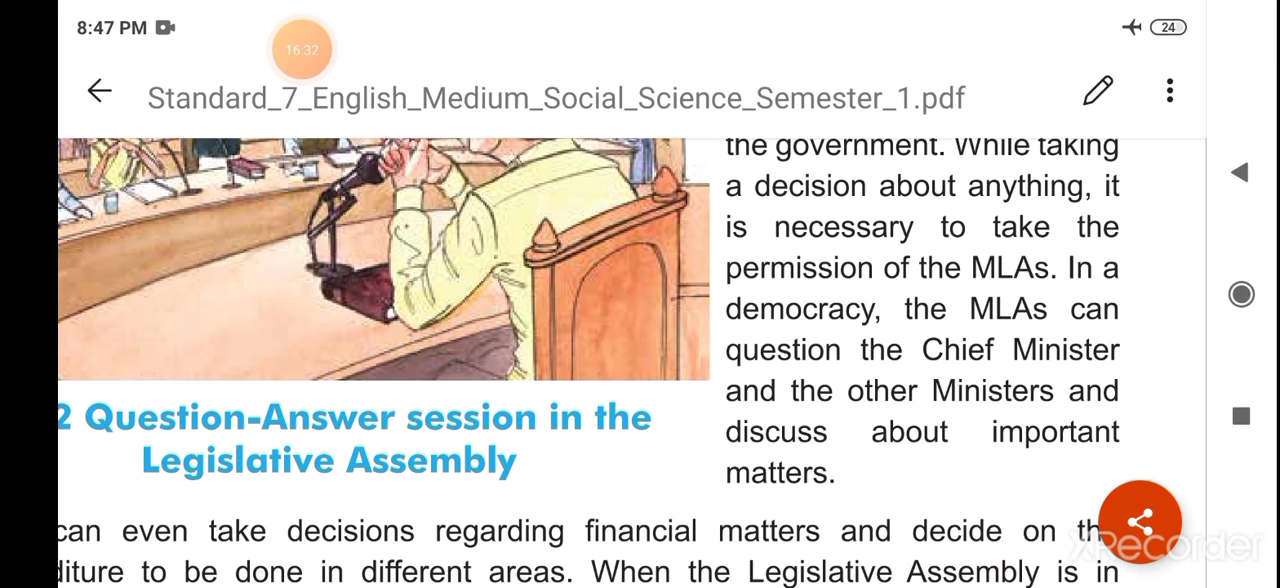 8:47 PM
16:32
24
Standard_7_English_Medium_Social_Science_Semester_1.pdf
the government. While taking
a decision about anything, it
is necessary to take the
permission of the MLAs. In a
democracy, the MLAs can
question the Chief Minister
and the other Ministers and
discuss about important
matters.
2 Question-Answer session in the
Legislative Assembly
can even take decisions regarding financial matters and decide on
to be done in different areas. When the Legislative Assembly is in
XRecorder